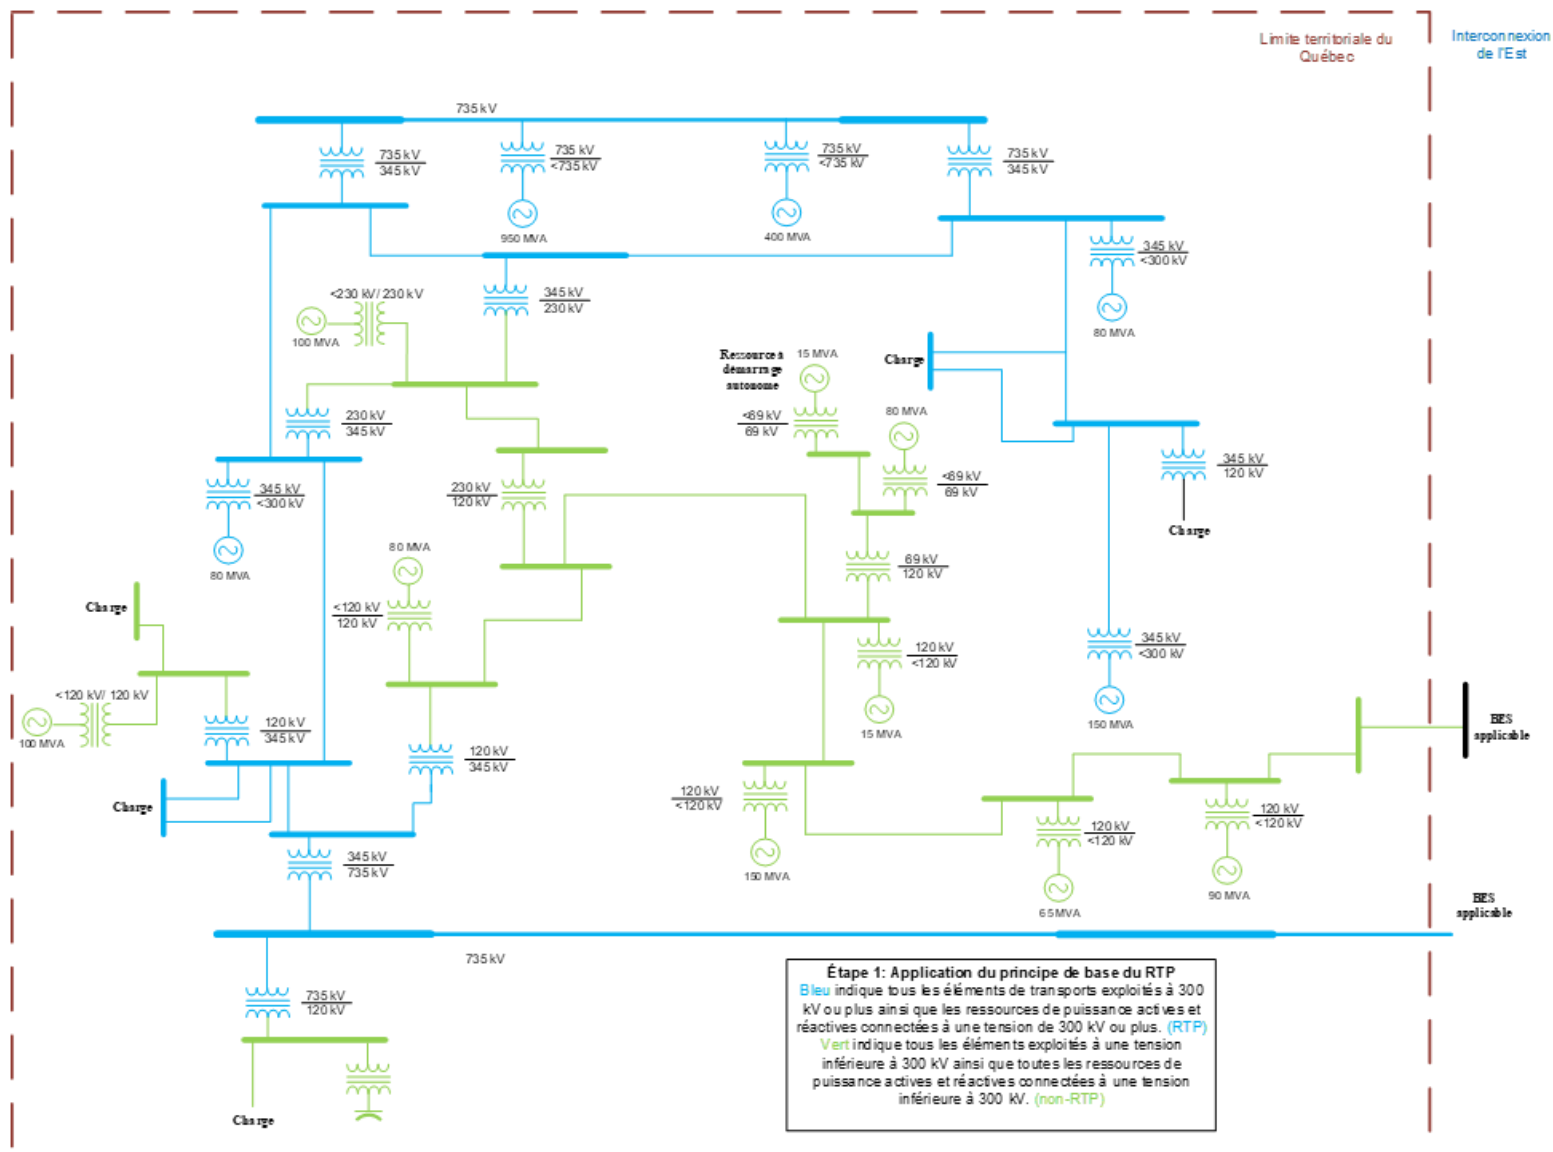 Limite territoriale du
Québec
Interconnexion
de l'Est
735 kV
735 kV
345 kV
735 kV
<735 kV
735 kV
<735 kV
735 kV
345 kV
950 MVA
400 MVA
345 kV
<300 kV
80 MVA
<230 kV/ 230 kV
100 MVA
345 kV
230 kV
Ressource à
démarrage
autonome
15 MVA
Charge
<69 kV
69 kV
80 MVA
230 kV
345 kV
<69 kV
69 kV
345 kV
120 kV
Charge
345 kV
<300 kV
80 MVA
230 kV
120 kV
80 MVA
69 kV
120 kV
Charge
<120 kV
120 kV
120 kV
<120 kV
15 MVA
345 kV
<300 kV
150 MVA
<120 kV/ 120 kV
100 MVA
120 kV
345 kV
120 kV
345 kV
BES
applicable
Charge
120 kV
<120 kV
150 MVA
120 kV
<120 kV
65 MVA
120 kV
<120 kV
90 MVA
345 kV
735 kV
BES
applicable
735 kV
735 kV
120 kV
Charge
Étape 1: Application du principe de base du RTP
Bleu indique tous les éléments de transports exploités à 300
kV ou plus ainsi que les ressources de puissance actives et
réactives connectées à une tension de 300 kV ou plus. (RTP)
Vert indique tous les éléments exploités à une tension
inférieure à 300 kV ainsi que toutes les ressources de
puissance actives et réactives connectées à une tension
inférieure à 300 kV. (non-RTP)